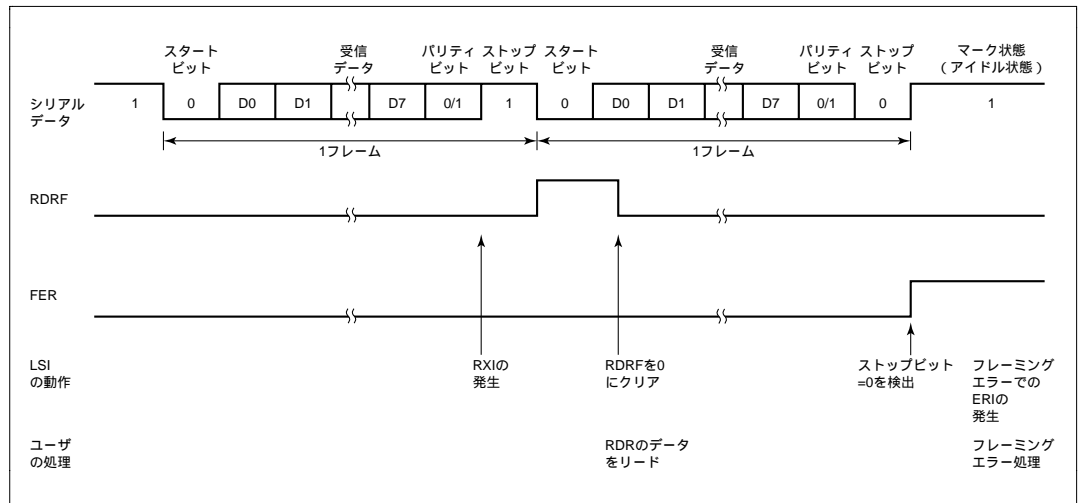 スタート
ビット
受信
データ
パリティ
ビット
ストップ
ビット
スタート
ビット
受信
データ
パリティ
ビット
ストップ
ビット
マーク状態
（アイドル状態）
シリアル
データ
1 0 D0 D1 D7 0/1 1 0 D0 D1 D7 0/1 0 1
1フレーム 1フレーム
RDRF
FER
LSI
の動作
RXIの
発生
RDRFを0
にクリア
ストップビット
=0を検出
フレーミング
エラーでの
ERIの
発生
ユーザ
の処理
RDRのデータ
をリード
フレーミング
エラー処理